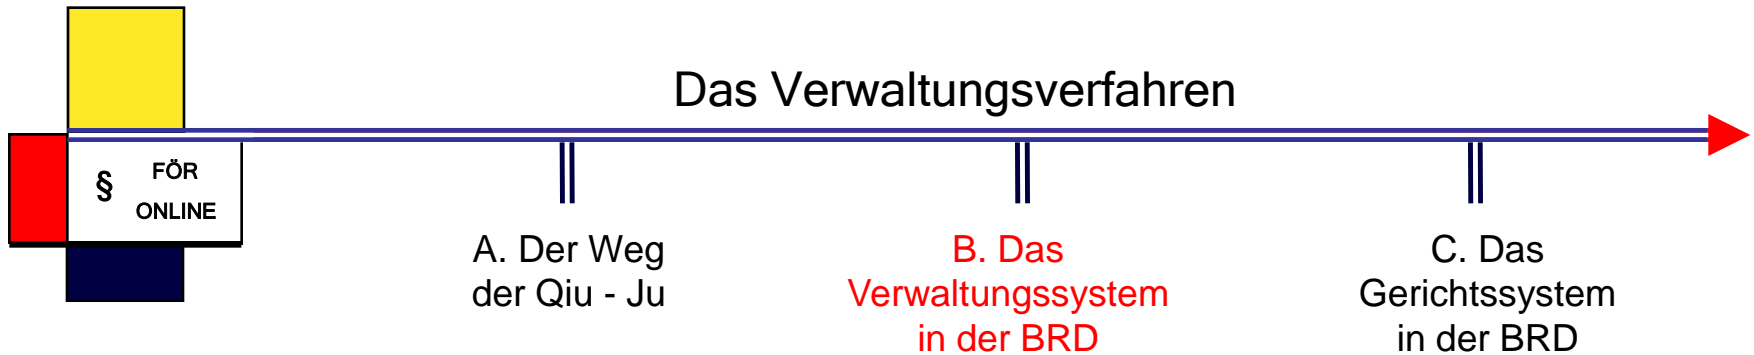 Das Verwaltungsverfahren
§ FÖR
ONLINE
A. Der Weg
der Qiu - Ju
B. Das
Verwaltungssystem
in der BRD
C. Das
Gerichtssystem
in der BRD